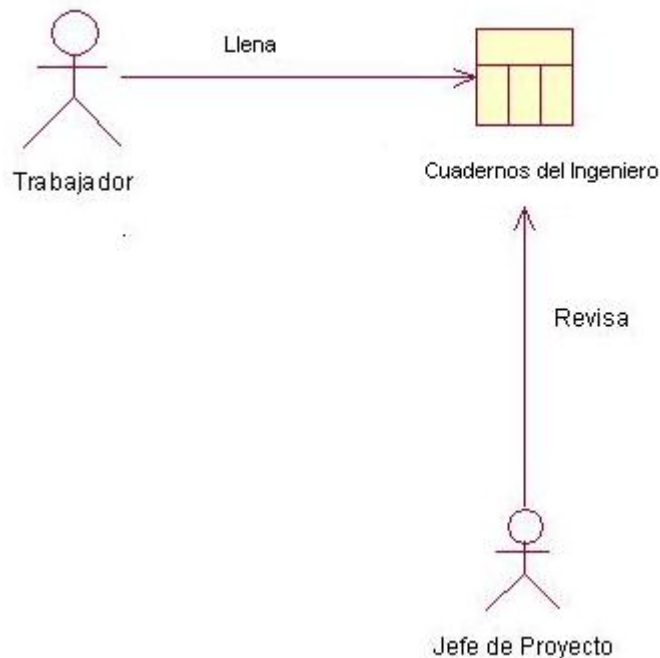 Llena
Trabajador
Cuadernos del Ingeniero
Revisa
Jefe de Proyecto